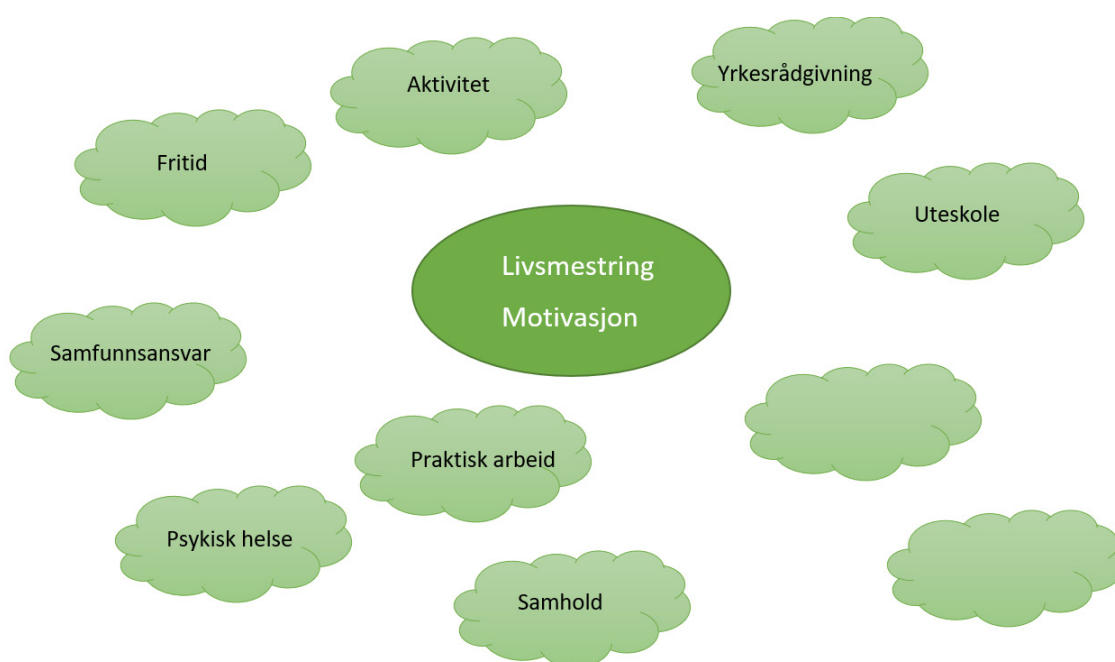 Aktivitet
Yrkesrådgivning
Fritid
Uteskole
Livsmestring
Motivasjon
Samfunnsansvar
Praktisk arbeid
Psykisk helse
Samhold